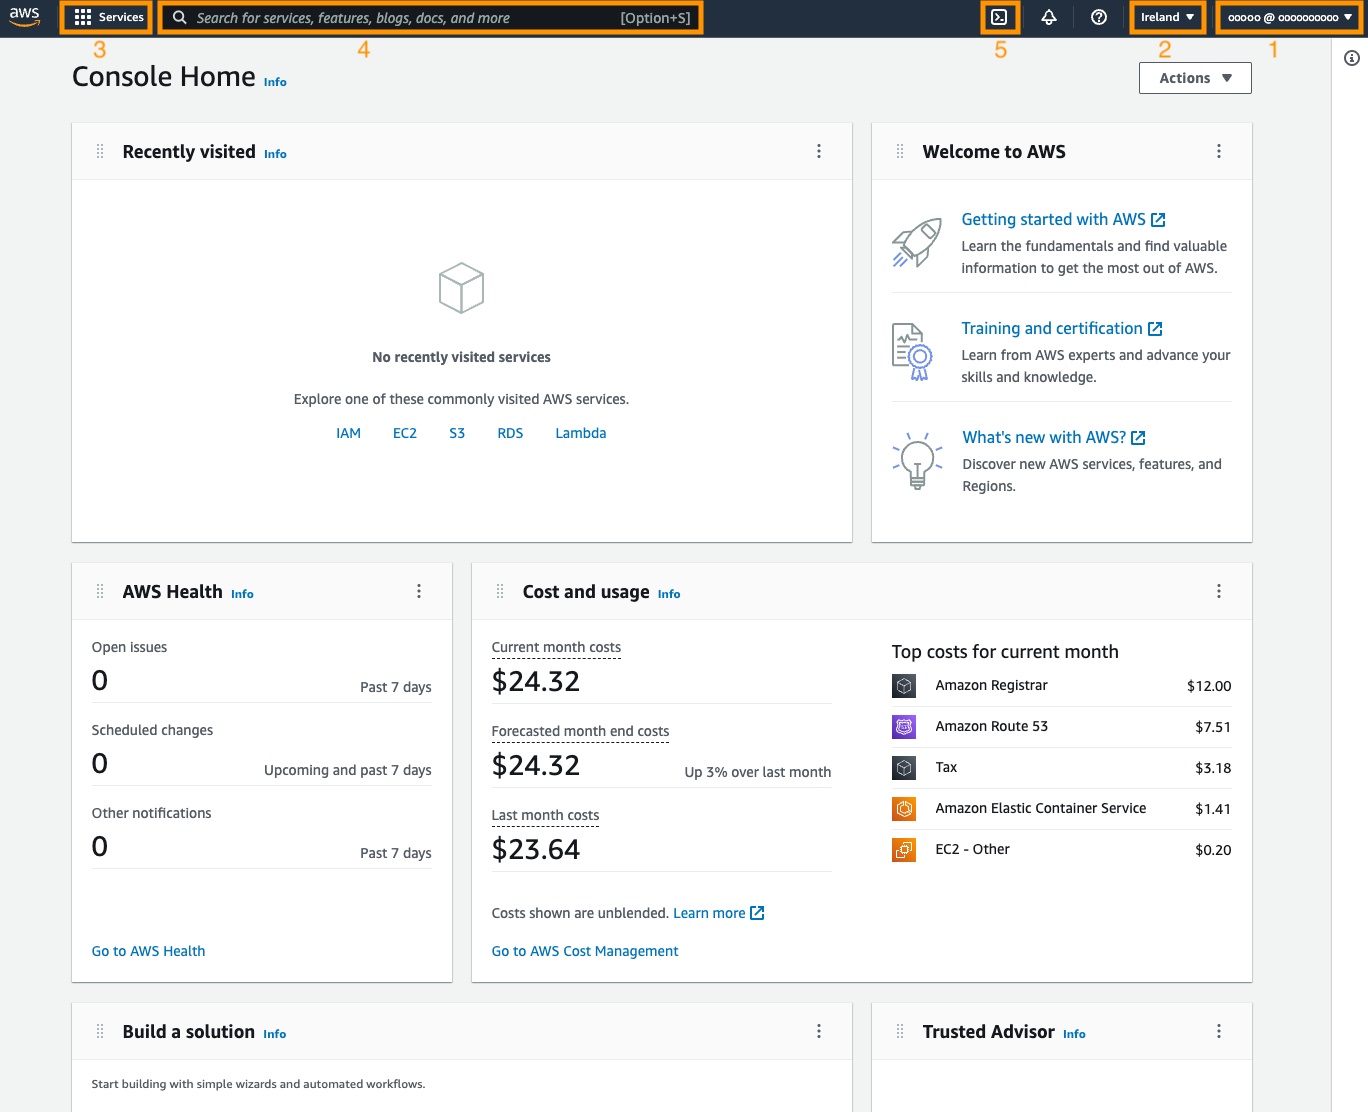 aws
Services
Search for services, features, blogs, docs, and more
[Option+S]
Ireland
ooooo @ oooooooooo
3
4
5
2
1
Console Home Info
Actions
Recently visited Info
No recently visited services
Explore one of these commonly visited AWS services.
IAM EC2 S3 RDS Lambda
Welcome to AWS
Getting started with AWS
Learn the fundamentals and find valuable
information to get the most out of AWS.
Training and certification
Learn from AWS experts and advance your
skills and knowledge.
What's new with AWS?
Discover new AWS services, features, and
Regions.
AWS Health Info
Open issues
0 Past 7 days
Scheduled changes
0 Upcoming and past 7 days
Other notifications
0 Past 7 days
Go to AWS Health
Cost and usage Info
Current month costs
$24.32
Forecasted month end costs
$24.32 Up 3% over last month
Last month costs
$23.64
Costs shown are unblended. Learn more
Go to AWS Cost Management
Top costs for current month
Amazon Registrar $12.00
Amazon Route 53 $7.51
Tax $3.18
Amazon Elastic Container Service $1.41
EC2 - Other $0.20
Build a solution Info
Start building with simple wizards and automated workflows.
Trusted Advisor Info